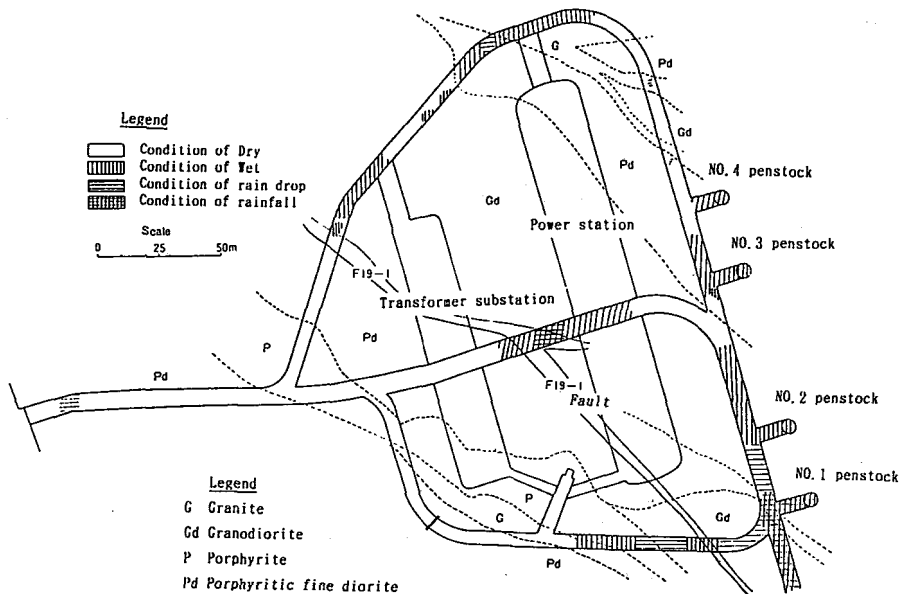 G
Pd
Legend
Condition of Dry
Condition of Wet
Condition of rain drop
Condition of rainfall
Scale
0 25 50m
Gd
Pd
NO.4 penstock
Gd
Power station
NO.3 penstock
F19-1
Transformer substation
P
Pd
Pd
F19-1
Fault
NO.2 penstock
NO.1 penstock
Legend
G Granite
Gd Granodiorite
P Porphyrite
Pd Porphyritic fine diorite
P
G
Gd
Pd